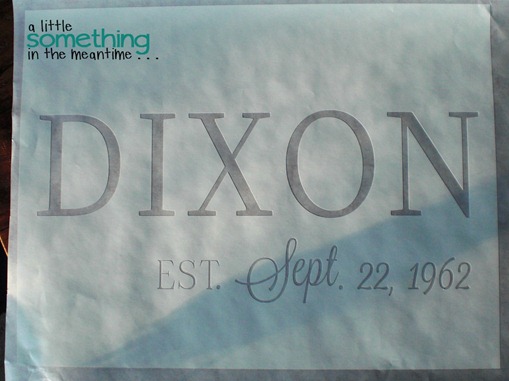 a little
something
in the meantime . . .
DIXON
EST. Sept. 22, 1962